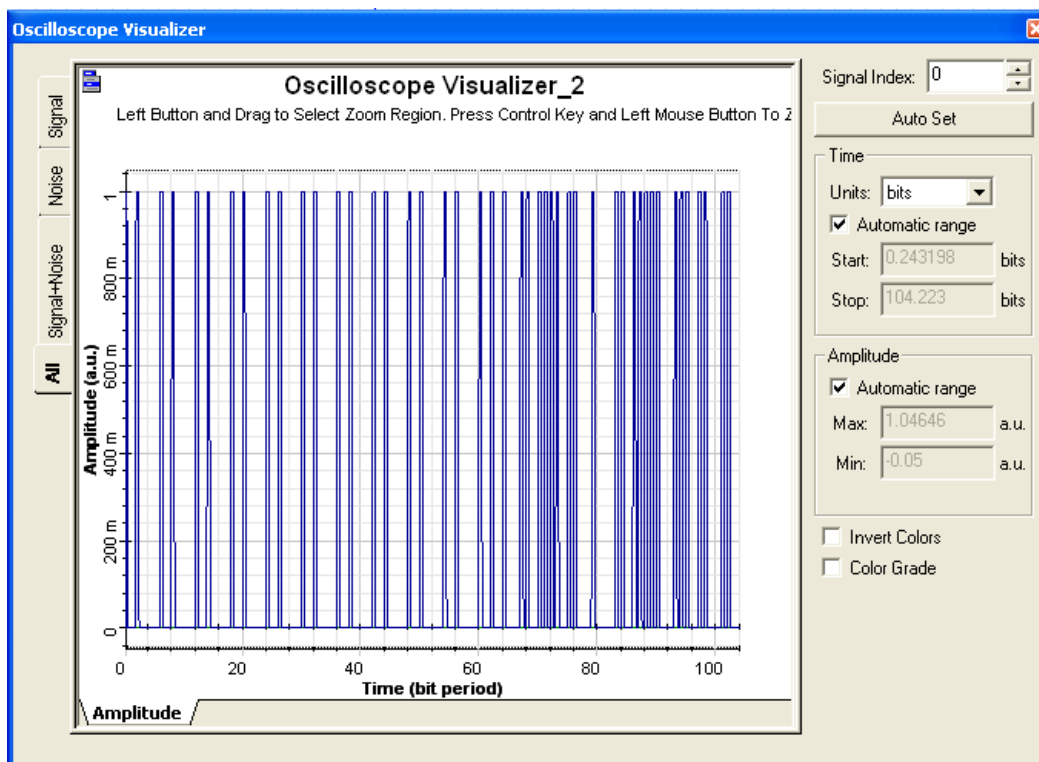 Oscilloscope Visualizer
Signal
Noise
Signal+Noise
All
Oscilloscope Visualizer_2
Left Button and Drag to Select Zoom Region. Press Control Key and Left Mouse Button To Z
Amplitude (a.u.)
1
800 m
600 m
400 m
200 m
0
0 20 40 60 80 100
Time (bit period)
Amplitude
Signal Index: 0
Auto Set
Time
Units: bits
Automatic range
Start: 0.243198 bits
Stop: 104.223 bits
Amplitude
Automatic range
Max: 1.04646 a.u.
Min: -0.05 a.u.
Invert Colors
Color Grade